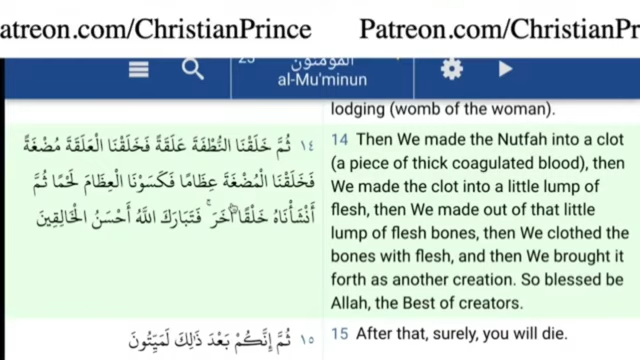 atreon.com/ChristianPrince Patreon.com/ChristianPr
23 المؤمنون
al-Mu'minun
lodging (womb of the woman).
١٤ ثُمَّ خَلَقْنَا النُّطْفَةَ عَلَقَةً فَخَلَقْنَا الْعَلَقَةَ مُضْغَةً
فَخَلَقْنَا الْمُضْغَةَ عِظَامًا فَكَسَوْنَا الْعِظَامَ لَحْمًا ثُمَّ
أَنْشَأْنَاهُ خَلْقًا آخَرَ ۚ فَتَبَارَكَ اللَّهُ أَحْسَنُ الْخَالِقِينَ
14 Then We made the Nutfah into a clot
(a piece of thick coagulated blood), then
We made the clot into a little lump of
flesh, then We made out of that little
lump of flesh bones, then We clothed the
bones with flesh, and then We brought it
forth as another creation. So blessed be
Allah, the Best of creators.
١٥ ثُمَّ إِنَّكُمْ بَعْدَ ذَٰلِكَ لَمَيِّتُونَ
15 After that, surely, you will die.